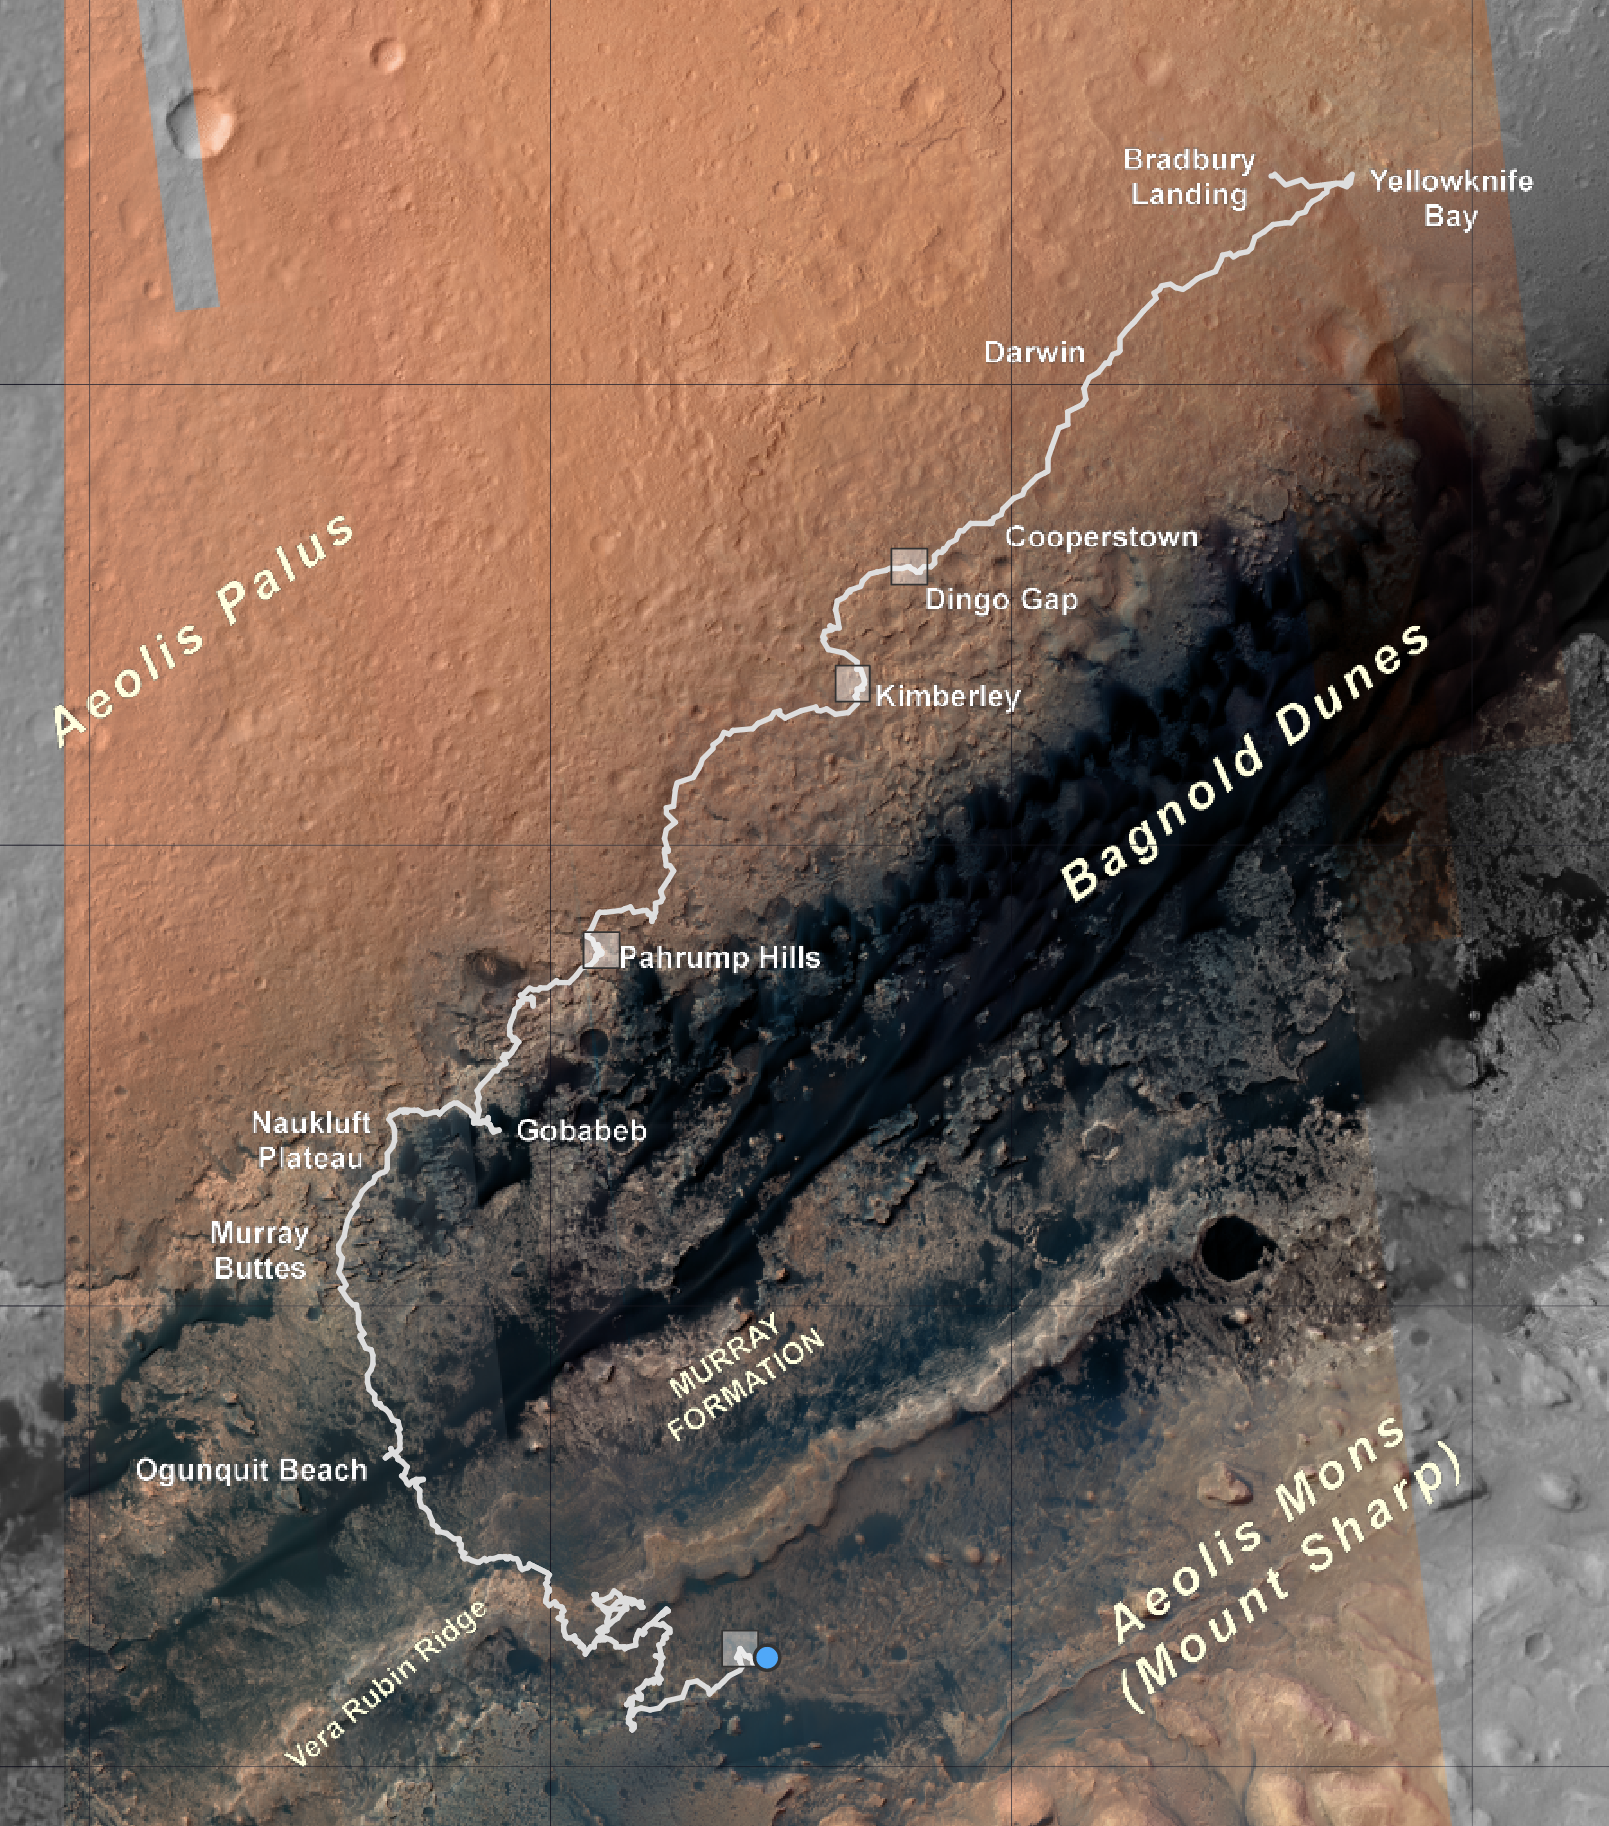 Bradbury
Landing
Yellowknife
Bay
Darwin
Cooperstown
Dingo Gap
Aeolis Palus
Kimberley
Bagnold Dunes
Pahrump Hills
Naukluft
Plateau
Gobabeb
Murray
Buttes
MURRAY
FORMATION
Ogunquit Beach
Aeolis Mons
(Mount Sharp)
Vera Rubin Ridge